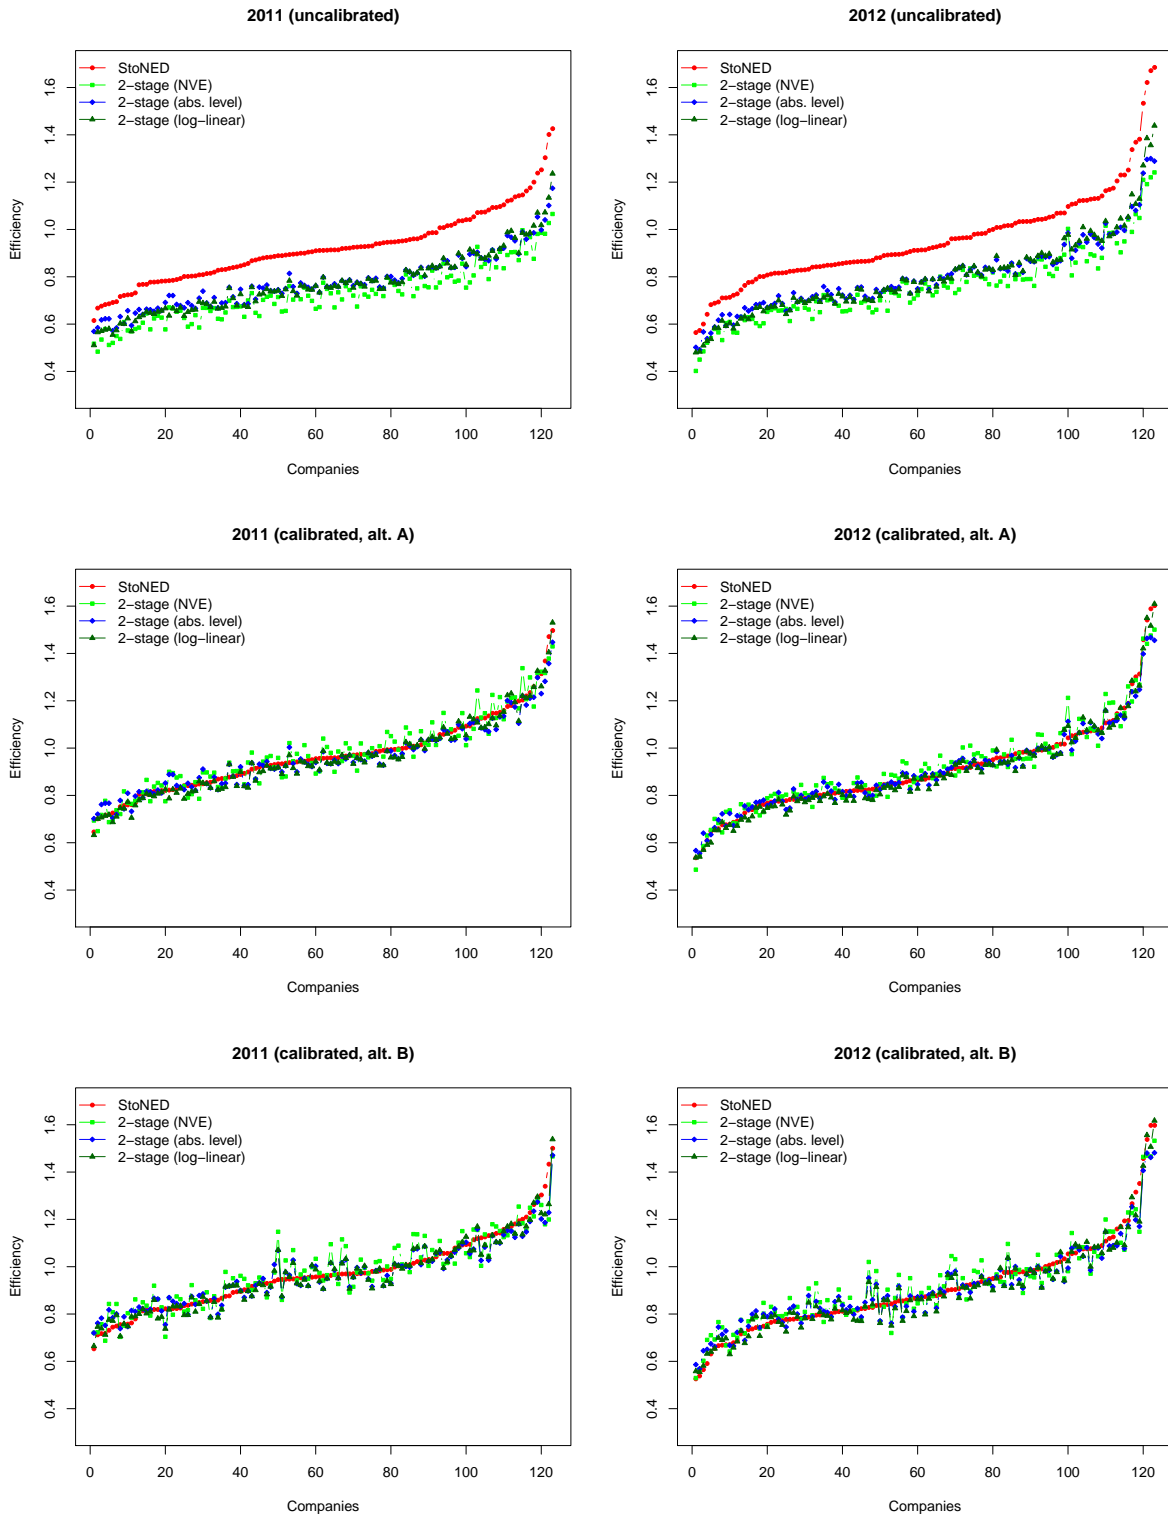 2011 (uncalibrated)
StoNED
2−stage (NVE)
2−stage (abs. level)
2−stage (log−linear)
Efficiency
0.4 0.6 0.8 1.0 1.2 1.4 1.6
0 20 40 60 80 100 120
Companies
2012 (uncalibrated)
StoNED
2−stage (NVE)
2−stage (abs. level)
2−stage (log−linear)
Efficiency
0.4 0.6 0.8 1.0 1.2 1.4 1.6
0 20 40 60 80 100 120
Companies
2011 (calibrated, alt. A)
StoNED
2−stage (NVE)
2−stage (abs. level)
2−stage (log−linear)
Efficiency
0.4 0.6 0.8 1.0 1.2 1.4 1.6
0 20 40 60 80 100 120
Companies
2012 (calibrated, alt. A)
StoNED
2−stage (NVE)
2−stage (abs. level)
2−stage (log−linear)
Efficiency
0.4 0.6 0.8 1.0 1.2 1.4 1.6
0 20 40 60 80 100 120
Companies
2011 (calibrated, alt. B)
StoNED
2−stage (NVE)
2−stage (abs. level)
2−stage (log−linear)
Efficiency
0.4 0.6 0.8 1.0 1.2 1.4 1.6
0 20 40 60 80 100 120
Companies
2012 (calibrated, alt. B)
StoNED
2−stage (NVE)
2−stage (abs. level)
2−stage (log−linear)
Efficiency
0.4 0.6 0.8 1.0 1.2 1.4 1.6
0 20 40 60 80 100 120
Companies